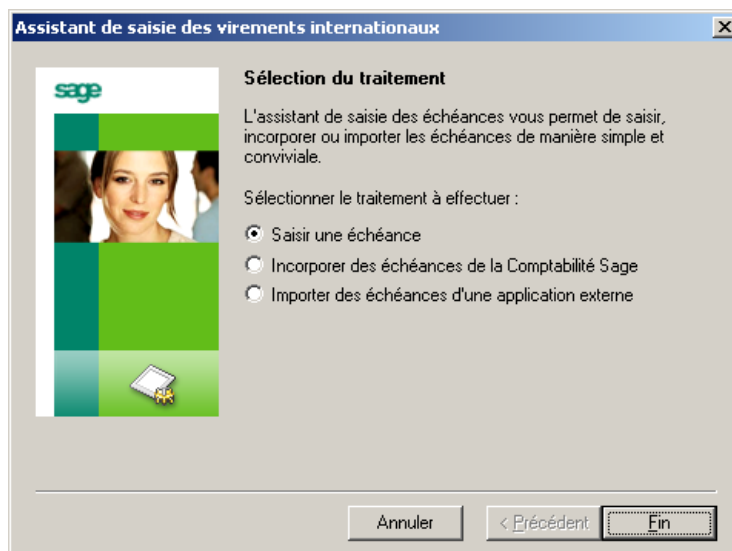 Assistant de saisie des virements internationaux
sage
Sélection du traitement
L'assistant de saisie des échéances vous permet de saisir,
incorporer ou importer les échéances de manière simple et
conviviale.
Sélectionner le traitement à effectuer :
Saisir une échéance
Incorporer des échéances de la Comptabilité Sage
Importer des échéances d'une application externe
Annuler
< Précédent
Fin